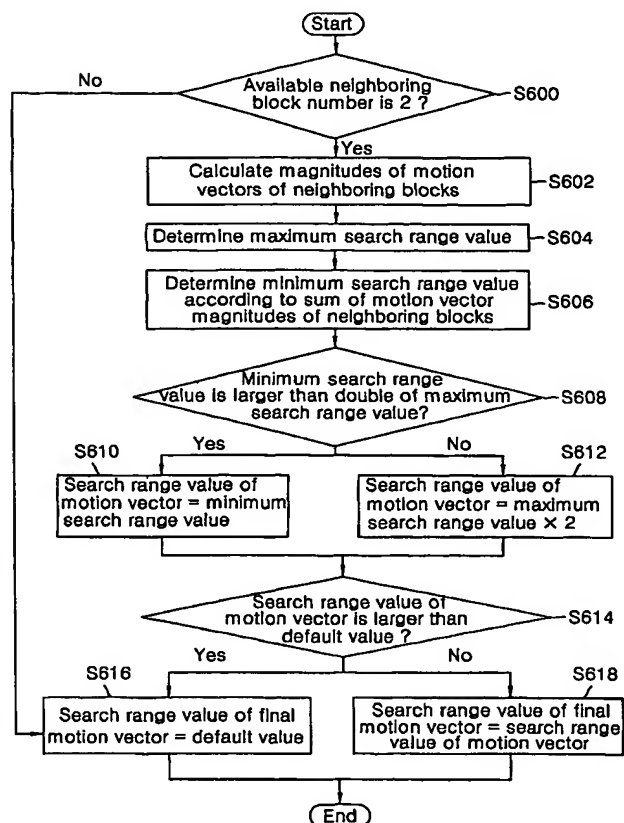 Start
No
Available neighboring
block number is 2 ?
S600
Yes
Calculate magnitudes of motion
vectors of neighboring blocks
S602
Determine maximum search range value
S604
Determine minimum search range value
according to sum of motion vector
magnitudes of neighboring blocks
S606
Minimum search range
value is larger than double of maximum
search range value?
S608
S610
Yes
No
S612
Search range value of
motion vector = minimum
search range value
Search range value of
motion vector = maximum
search range value × 2
Search range value of
motion vector is larger than
default value ?
S614
S616
Yes
No
S618
Search range value of final
motion vector = default value
Search range value of final
motion vector = search range
value of motion vector
End